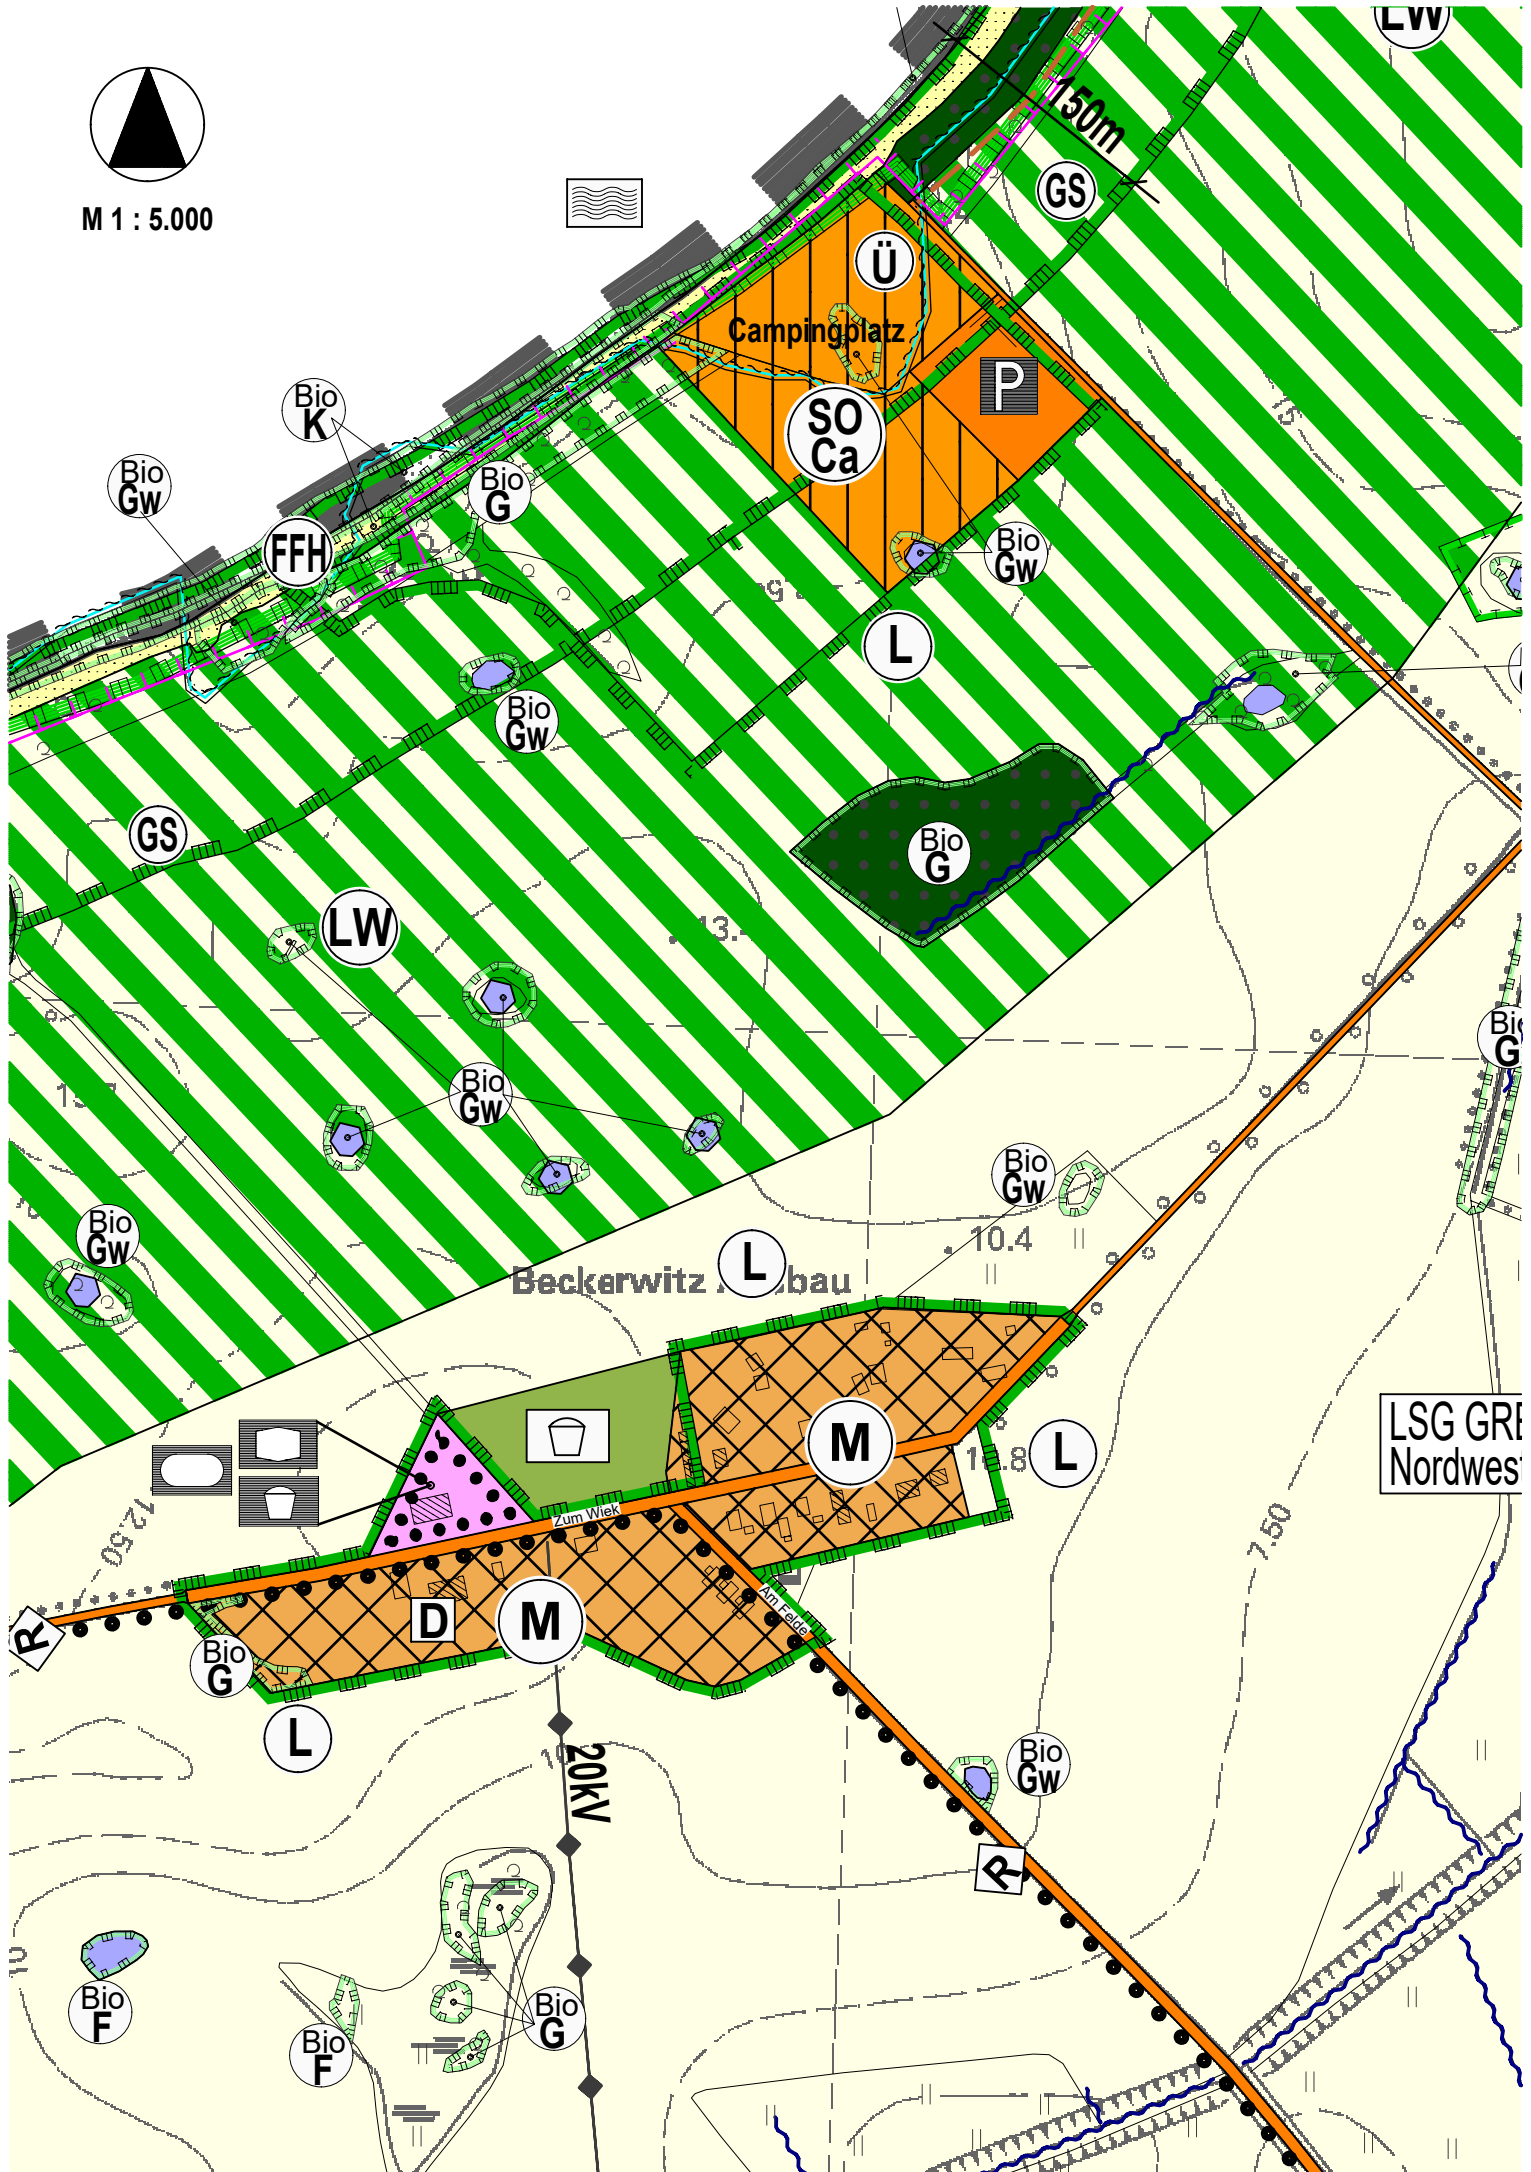 LW
150m
GS
M 1 : 5.000
Ü
Campingplatz
P
SO
Ca
Bio
K
Bio
Gw
Bio
G
FFH
Bio
Gw
L
Bio
Gw
GS
Bio
G
LW
Bio
Gw
Bio
Gw
10.4
Bio
Gw
Beckerwitz
bau
L
M
L
LSG GRE
Nordwest
12.50
7.50
Zum Wiek
Am Felde
D
M
R
Bio
G
L
10
20kV
Bio
Gw
R
10
Bio
F
Bio
F
Bio
G